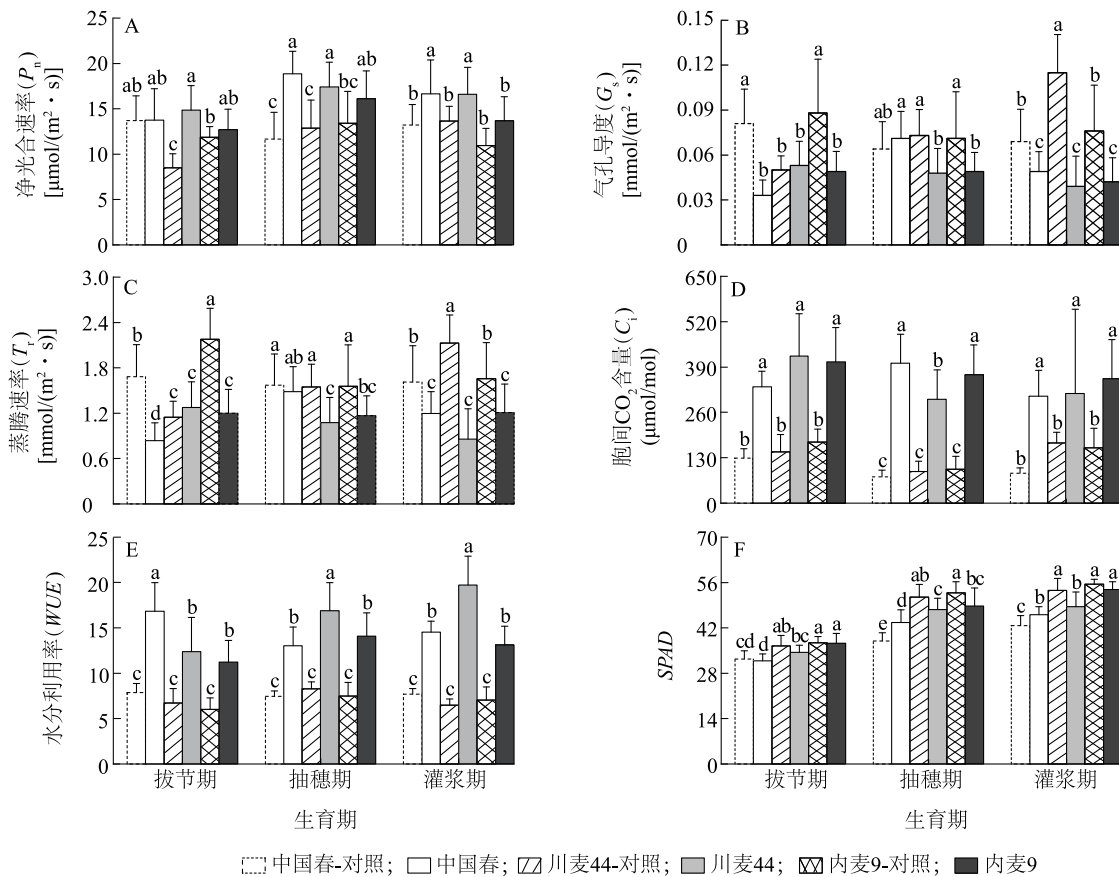 A
净光合速率(Pn)
[μmol/(m²·s)]
25
20
15
10
5
0
ab ab c a b ab
c a c a bc ab
b a b a c b
B
气孔导度(Gs)
[mmol/(m²·s)]
0.15
0.12
0.09
0.06
0.03
0
a b b b a b
ab a a b a b
b c a c b c
C
蒸腾速率(Tr)
[mmol/(m²·s)]
3.0
2.4
1.8
1.2
0.6
0
b d c c a c
a ab a c a bc
b c a c b c
D
胞间CO₂含量(Ci)
(μmol/mol)
650
520
390
260
130
0
b a b a b a
c a c b c a
b a b a b a
E
水分利用率(WUE)
25
20
15
10
5
0
c a c b c b
c b c a c b
c b c a c b
拔节期 抽穗期 灌浆期
生育期
F
SPAD
70
56
42
28
14
0
cd d ab bc a a
e d ab c a bc
c b a b a a
拔节期 抽穗期 灌浆期
生育期
中国春-对照; 中国春; 川麦44-对照; 川麦44; 内麦9-对照; 内麦9